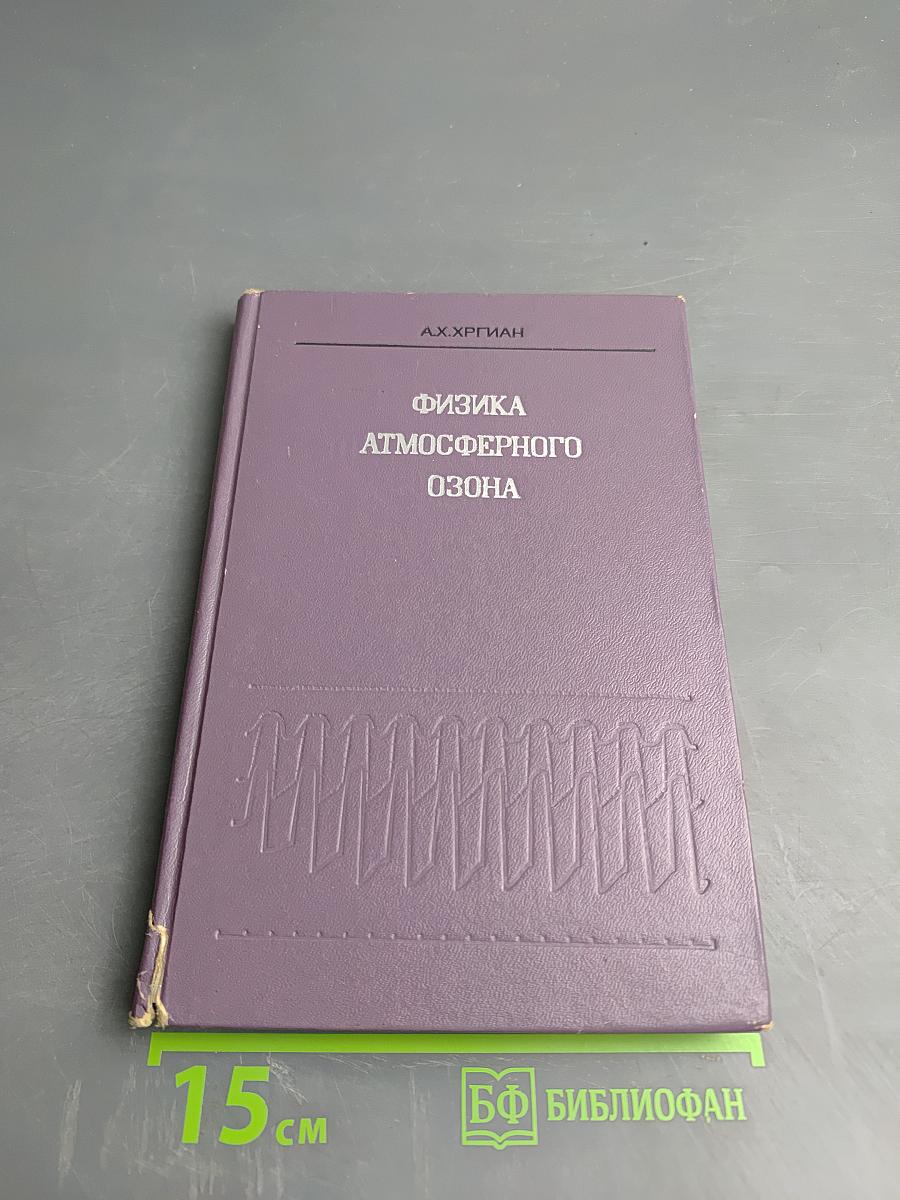 А.Х.ХРГИАН
ФИЗИКА
АТМОСФЕРНОГО
ОЗОНА
15 см
БФ БИБЛИОФАН